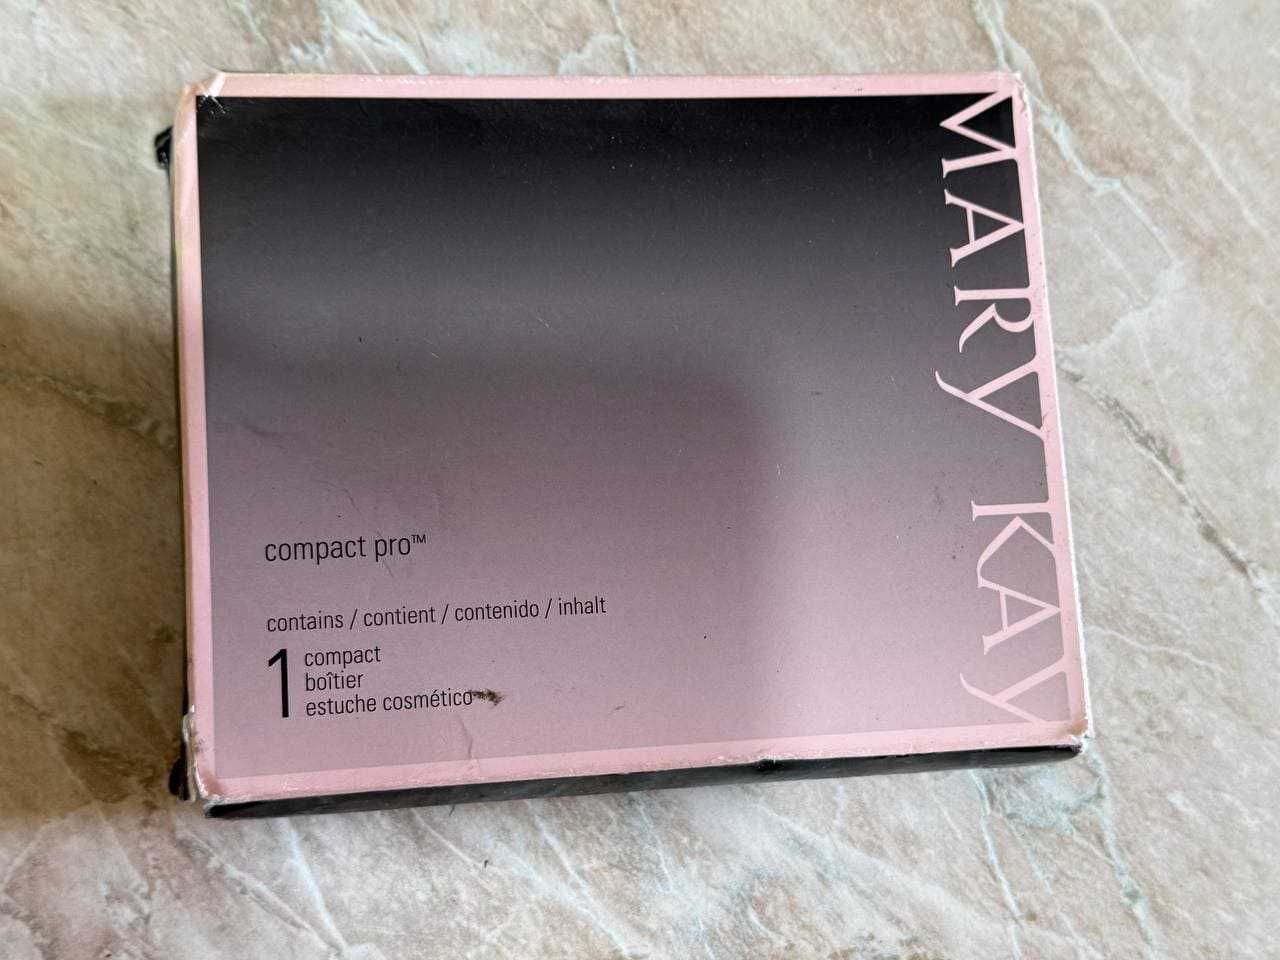 MARY KAY
compact pro™
contains / contient / contenido / inhalt
1 compact
boîtier
estuche cosmético